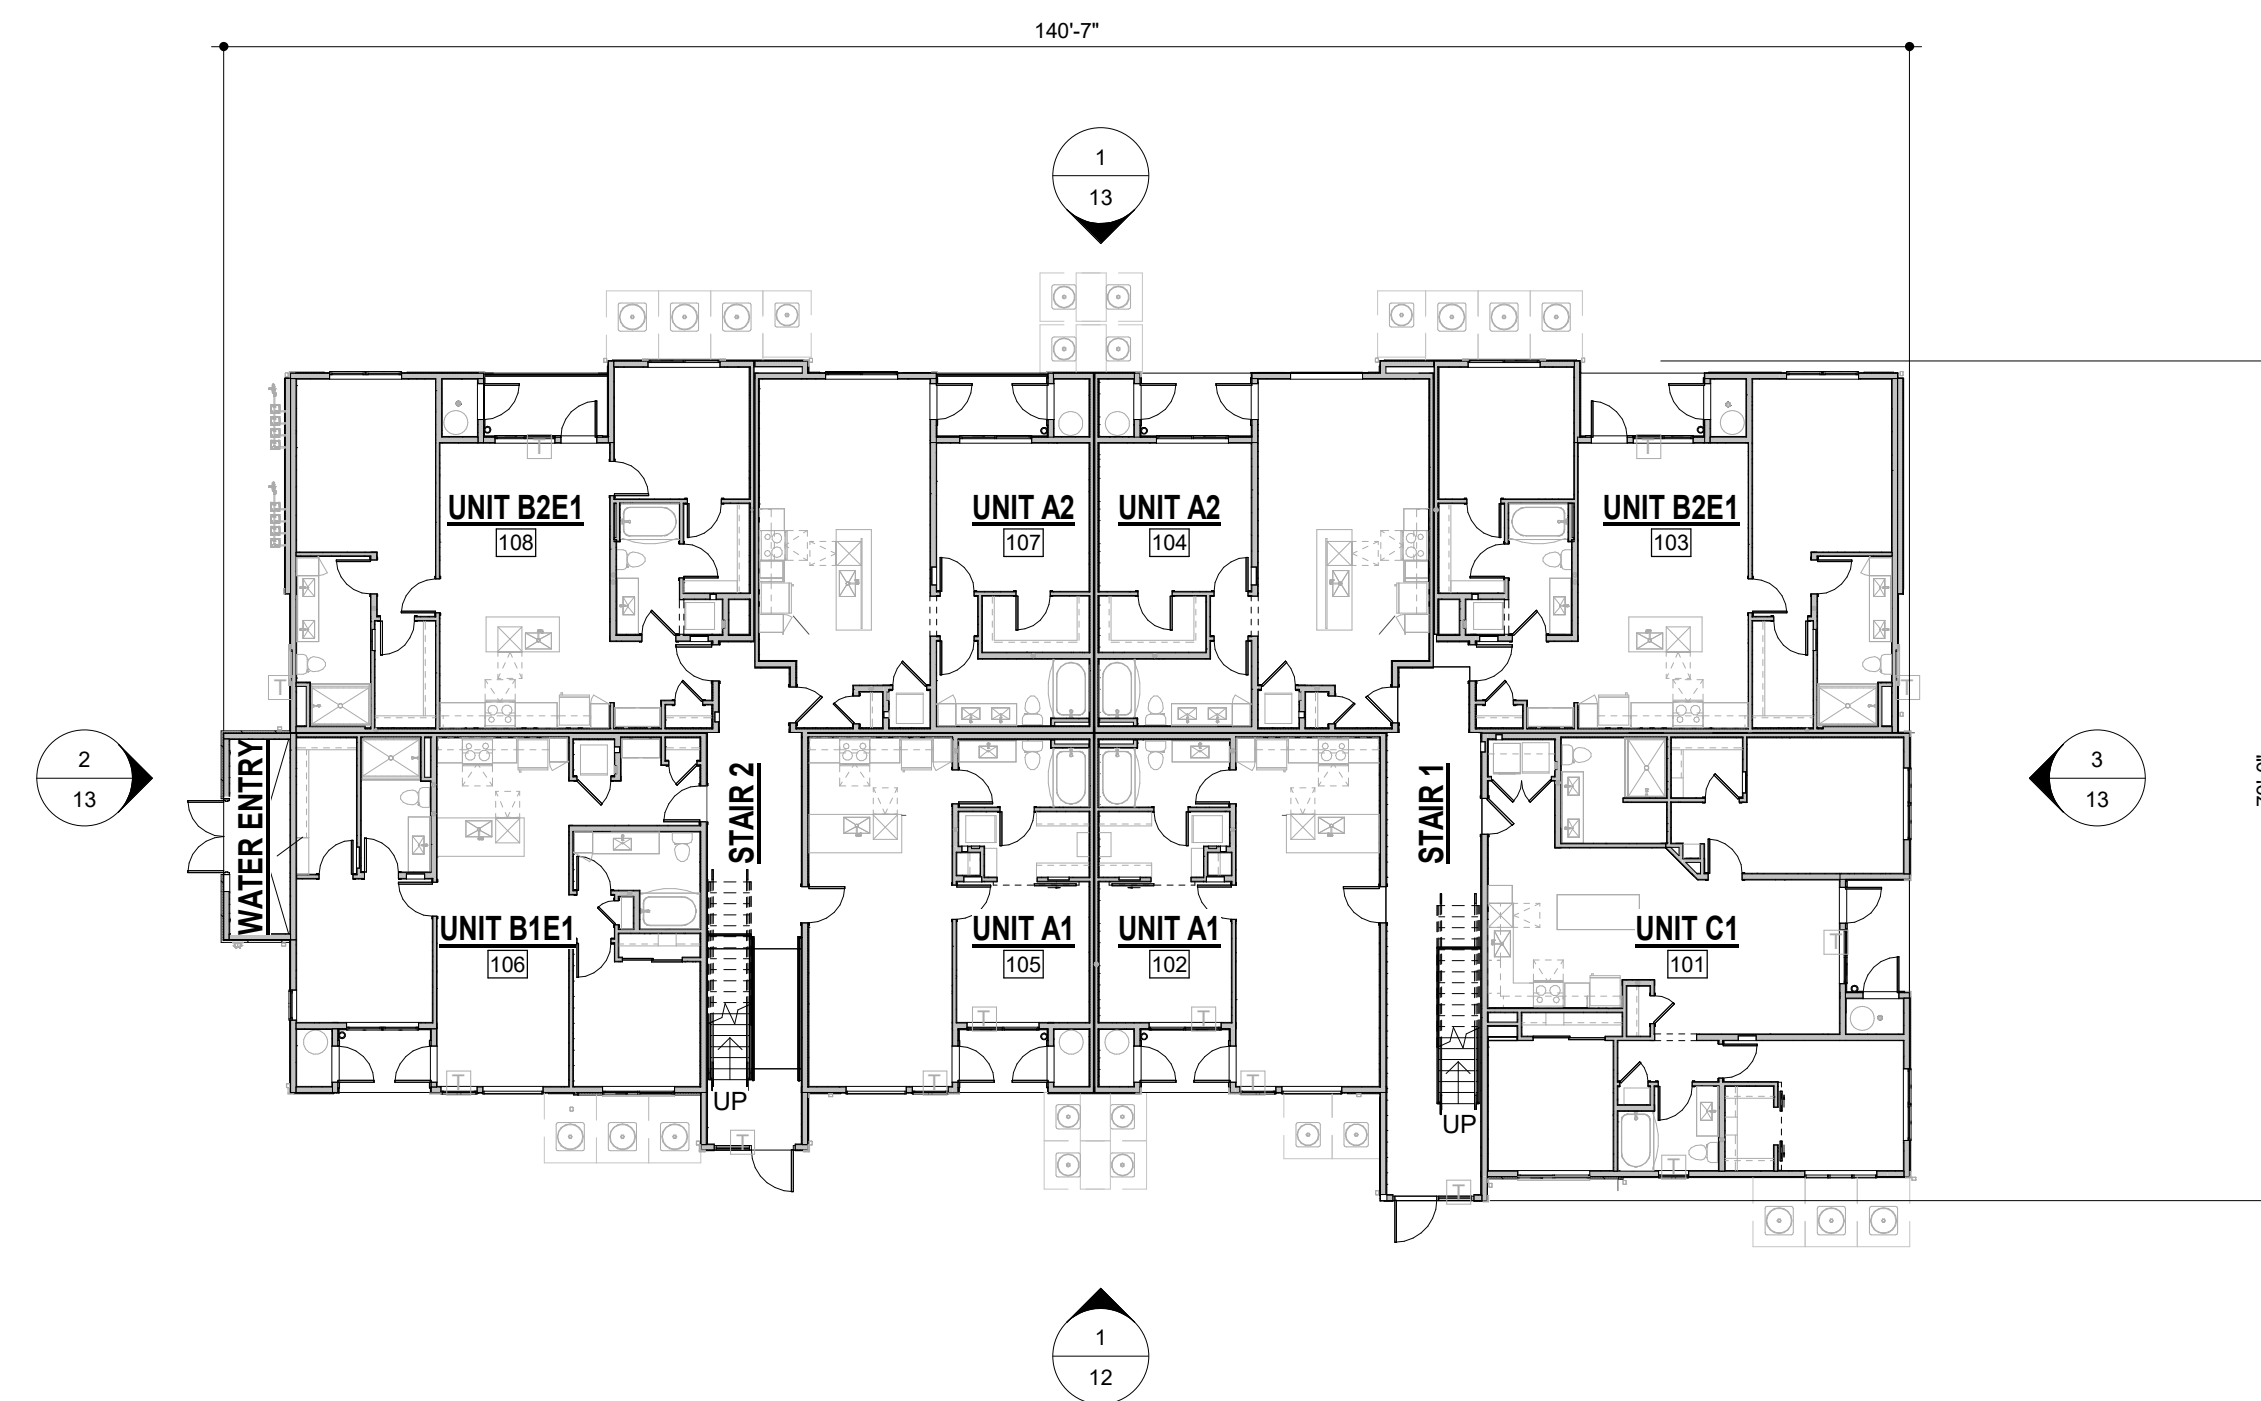 140'-7"
1
13
UNIT B2E1
108
UNIT A2
107
UNIT A2
104
UNIT B2E1
103
T
T
T
T
2
13
WATER ENTRY
STAIR 2
STAIR 1
3
13
UNIT B1E1
106
UNIT A1
105
UNIT A1
102
UNIT C1
101
T
T
T
T
T
T
UP
UP
T
T
T
1
12